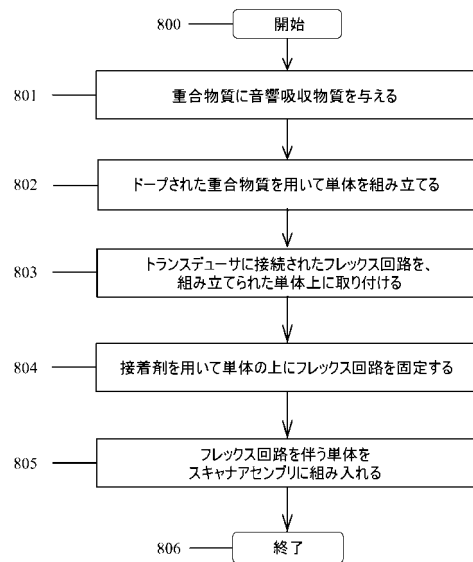 800 開始
801 重合物質に音響吸収物質を与える
802 ドープされた重合物質を用いて単体を組み立てる
803 トランスデューサに接続されたフレックス回路を、
組み立てられた単体上に取り付ける
804 接着剤を用いて単体の上にフレックス回路を固定する
805 フレックス回路を伴う単体を
スキャナアセンブリに組み入れる
806 終了